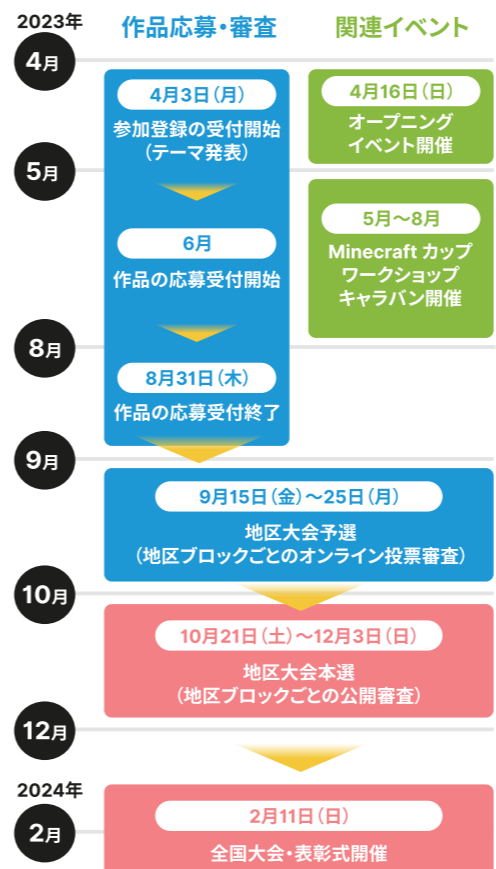 2023年
作品応募・審査
関連イベント
4月
4月3日（月）
参加登録の受付開始
（テーマ発表）
4月16日（日）
オープニング
イベント開催
5月
6月
作品の応募受付開始
5月〜8月
Minecraft カップ
ワークショップ
キャラバン開催
8月
8月31日（木）
作品の応募受付終了
9月
9月15日（金）〜25日（月）
地区大会予選
（地区ブロックごとのオンライン投票審査）
10月
10月21日（土）〜12月3日（日）
地区大会本選
（地区ブロックごとの公開審査）
12月
2024年
2月
2月11日（日）
全国大会・表彰式開催